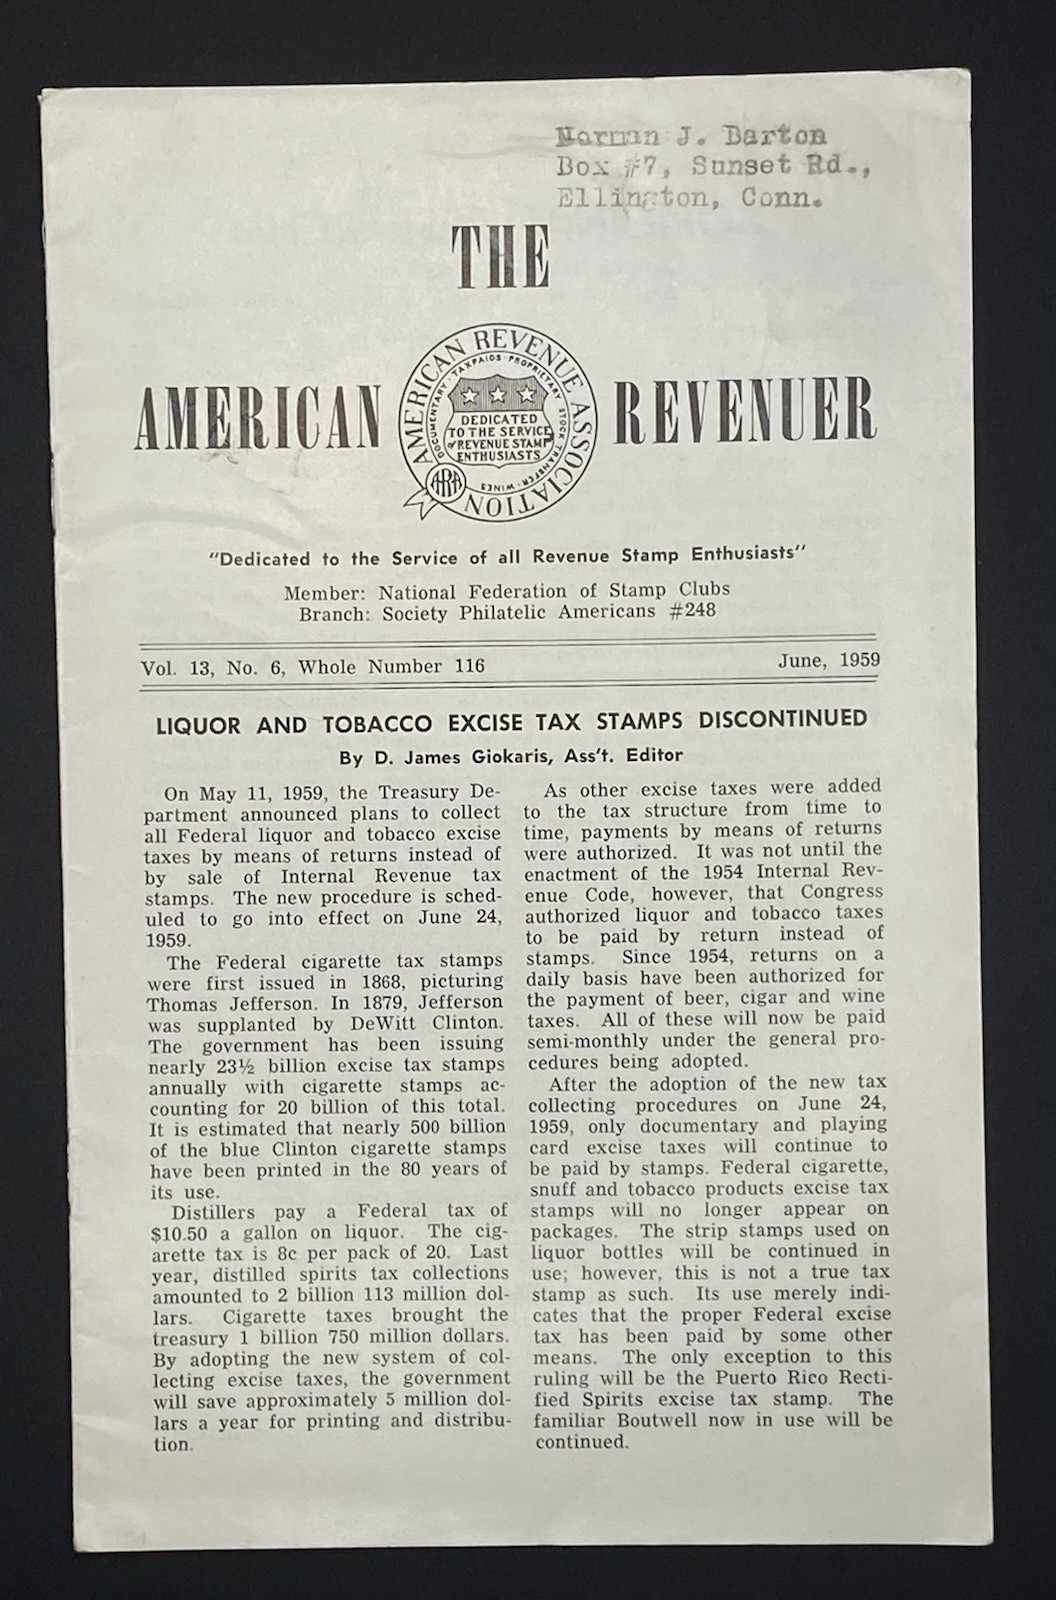 Norman J. Barton
Box #7, Sunset Rd.,
Ellington, Conn.
THE
AMERICAN
REVENUER
AMERICAN REVENUE ASSOCIATION
DOCUMENTARY · TAXPAIDS · PROPRIETARY STOCK TRANSFER · WINES
DEDICATED
TO THE SERVICE
of REVENUE STAMP
ENTHUSIASTS
ARA
"Dedicated to the Service of all Revenue Stamp Enthusiasts"
Member: National Federation of Stamp Clubs
Branch: Society Philatelic Americans #248
Vol. 13, No. 6, Whole Number 116 June, 1959
LIQUOR AND TOBACCO EXCISE TAX STAMPS DISCONTINUED
By D. James Giokaris, Ass't. Editor
On May 11, 1959, the Treasury De-
partment announced plans to collect
all Federal liquor and tobacco excise
taxes by means of returns instead of
by sale of Internal Revenue tax
stamps. The new procedure is sched-
uled to go into effect on June 24,
1959.
The Federal cigarette tax stamps
were first issued in 1868, picturing
Thomas Jefferson. In 1879, Jefferson
was supplanted by DeWitt Clinton.
The government has been issuing
nearly 23½ billion excise tax stamps
annually with cigarette stamps ac-
counting for 20 billion of this total.
It is estimated that nearly 500 billion
of the blue Clinton cigarette stamps
have been printed in the 80 years of
its use.
Distillers pay a Federal tax of
$10.50 a gallon on liquor. The cig-
arette tax is 8c per pack of 20. Last
year, distilled spirits tax collections
amounted to 2 billion 113 million dol-
lars. Cigarette taxes brought the
treasury 1 billion 750 million dollars.
By adopting the new system of col-
lecting excise taxes, the government
will save approximately 5 million dol-
lars a year for printing and distribu-
tion.
As other excise taxes were added
to the tax structure from time to
time, payments by means of returns
were authorized. It was not until the
enactment of the 1954 Internal Rev-
enue Code, however, that Congress
authorized liquor and tobacco taxes
to be paid by return instead of
stamps. Since 1954, returns on a
daily basis have been authorized for
the payment of beer, cigar and wine
taxes. All of these will now be paid
semi-monthly under the general pro-
cedures being adopted.
After the adoption of the new tax
collecting procedures on June 24,
1959, only documentary and playing
card excise taxes will continue to
be paid by stamps. Federal cigarette,
snuff and tobacco products excise tax
stamps will no longer appear on
packages. The strip stamps used on
liquor bottles will be continued in
use; however, this is not a true tax
stamp as such. Its use merely indi-
cates that the proper Federal excise
tax has been paid by some other
means. The only exception to this
ruling will be the Puerto Rico Recti-
fied Spirits excise tax stamp. The
familiar Boutwell now in use will be
continued.